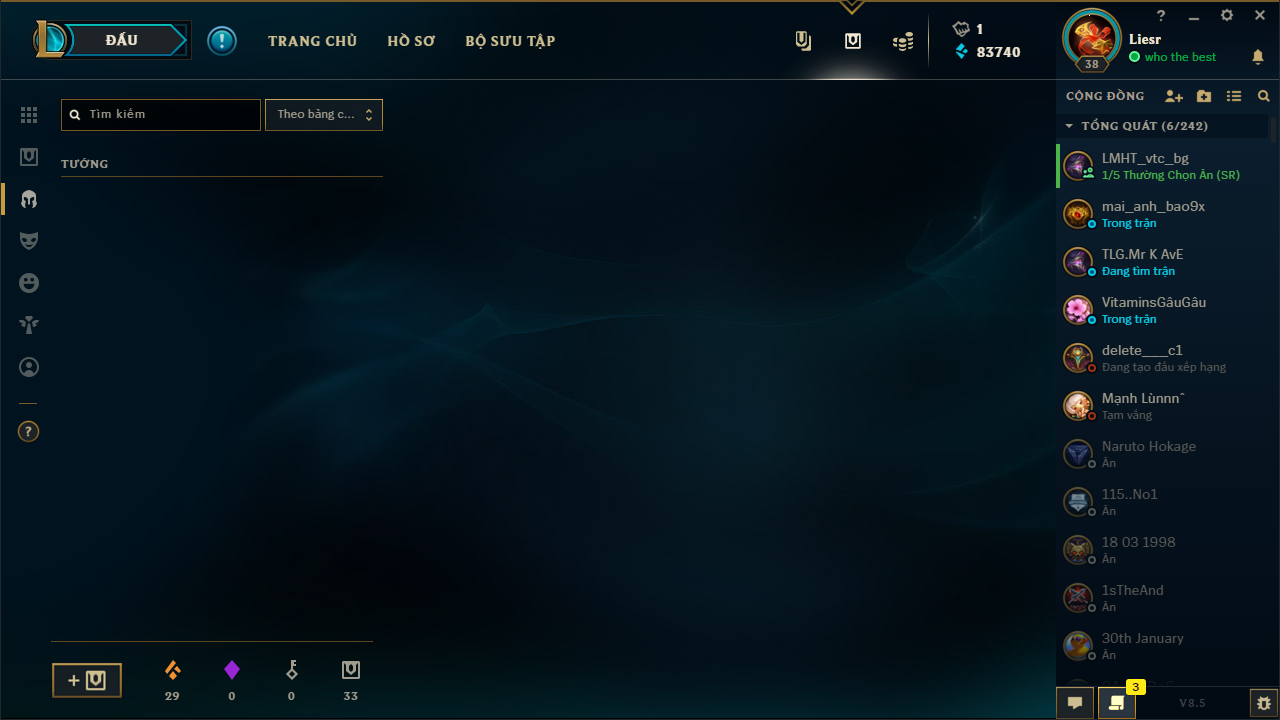 ĐẤU
TRANG CHỦ
HỒ SƠ
BỘ SƯU TẬP
1
83740
38
Liesr
who the best
Tìm kiếm
Theo bảng c...
TƯỚNG
CỘNG ĐỒNG
TỔNG QUÁT (6/242)
LMHT_vtc_bg
1/5 Thường Chọn Ẩn (SR)
mai_anh_bao9x
Trong trận
TLG.Mr K AvE
Đang tìm trận
VitaminsGâuGâu
Trong trận
delete___c1
Đang tạo đấu xếp hạng
Mạnh Lùnnnˆ
Tạm vắng
Naruto Hokage
Ẩn
115..No1
Ẩn
18 03 1998
Ẩn
1sTheAnd
Ẩn
30th January
Ẩn
29
0
0
33
3
V8.5